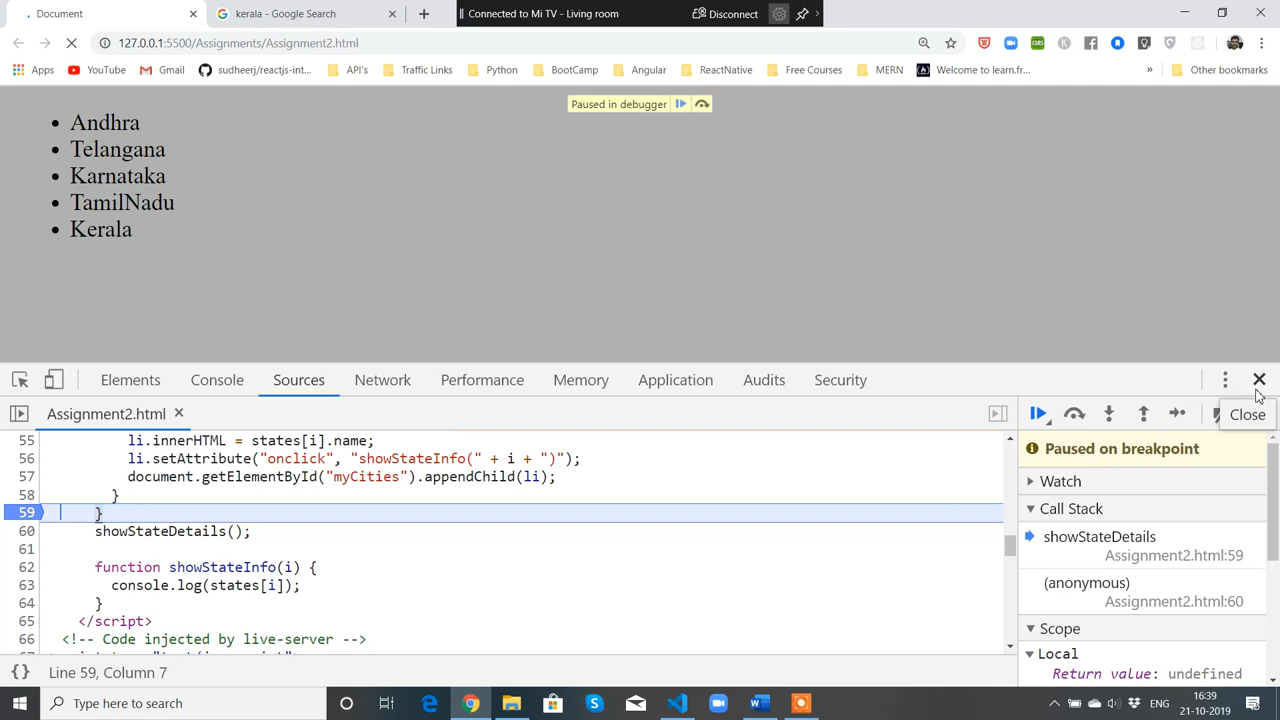 Document
kerala - Google Search
Connected to Mi TV - Living room
Disconnect
127.0.0.1:5500/Assignments/Assignment2.html
Apps
YouTube
Gmail
sudheerj/reactjs-int...
API's
Traffic Links
Python
BootCamp
Angular
ReactNative
Free Courses
MERN
Welcome to learn.fr...
»
Other bookmarks
Paused in debugger
• Andhra
• Telangana
• Karnataka
• TamilNadu
• Kerala
Elements
Console
Sources
Network
Performance
Memory
Application
Audits
Security
Close
Assignment2.html
55 li.innerHTML = states[i].name;
56 li.setAttribute("onclick", "showStateInfo(" + i + ")");
57 document.getElementById("myCities").appendChild(li);
58 }
59 }
60 showStateDetails();
61
62 function showStateInfo(i) {
63 console.log(states[i]);
64 }
65 </script>
66 <!-- Code injected by live-server -->
{} Line 59, Column 7
Paused on breakpoint
Watch
Call Stack
showStateDetails
Assignment2.html:59
(anonymous)
Assignment2.html:60
Scope
Local
Return value: undefined
Type here to search
ENG
16:39
21-10-2019